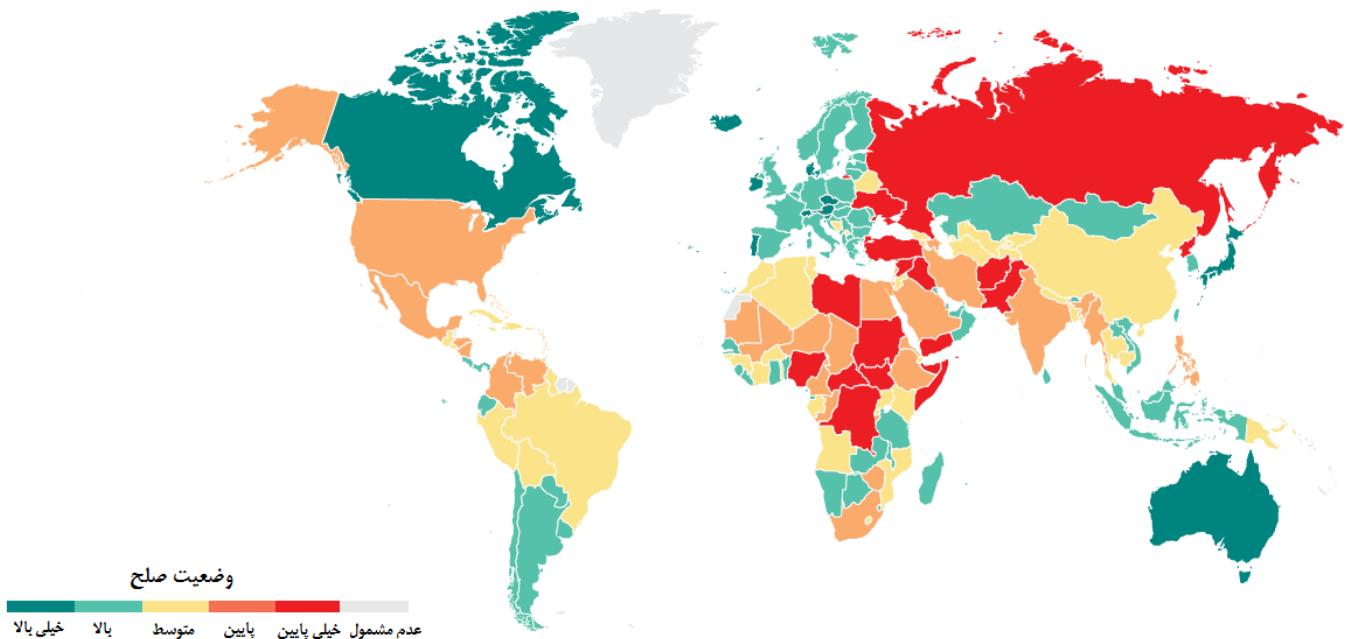 وضعیت صلح
خیلی بالا بالا متوسط پایین خیلی پایین عدم مشمول